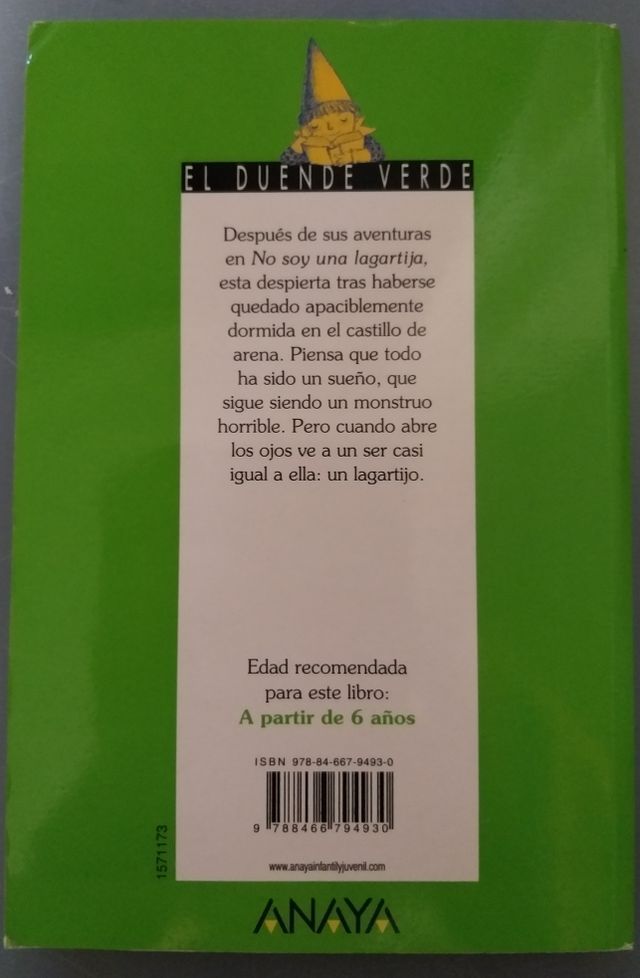 EL DUENDE VERDE
Después de sus aventuras
en No soy una lagartija,
esta despierta tras haberse
quedado apaciblemente
dormida en el castillo de
arena. Piensa que todo
ha sido un sueño, que
sigue siendo un monstruo
horrible. Pero cuando abre
los ojos ve a un ser casi
igual a ella: un lagartijo.
Edad recomendada
para este libro:
A partir de 6 años
ISBN 978-84-667-9493-0
9 788466 794930
1571173
www.anayainfantilyjuvenil.com
ANAYA